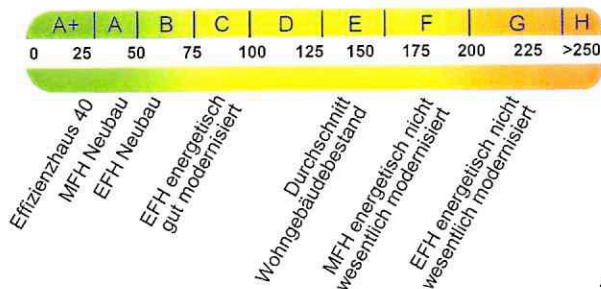 A+ A B C D E F G H
0 25 50 75 100 125 150 175 200 225 >250
Effizienzhaus 40
MFH Neubau
EFH Neubau
EFH energetisch
gut modernisiert
Durchschnitt
Wohngebäudebestand
MFH energetisch nicht
wesentlich modernisiert
EFH energetisch nicht
wesentlich modernisiert